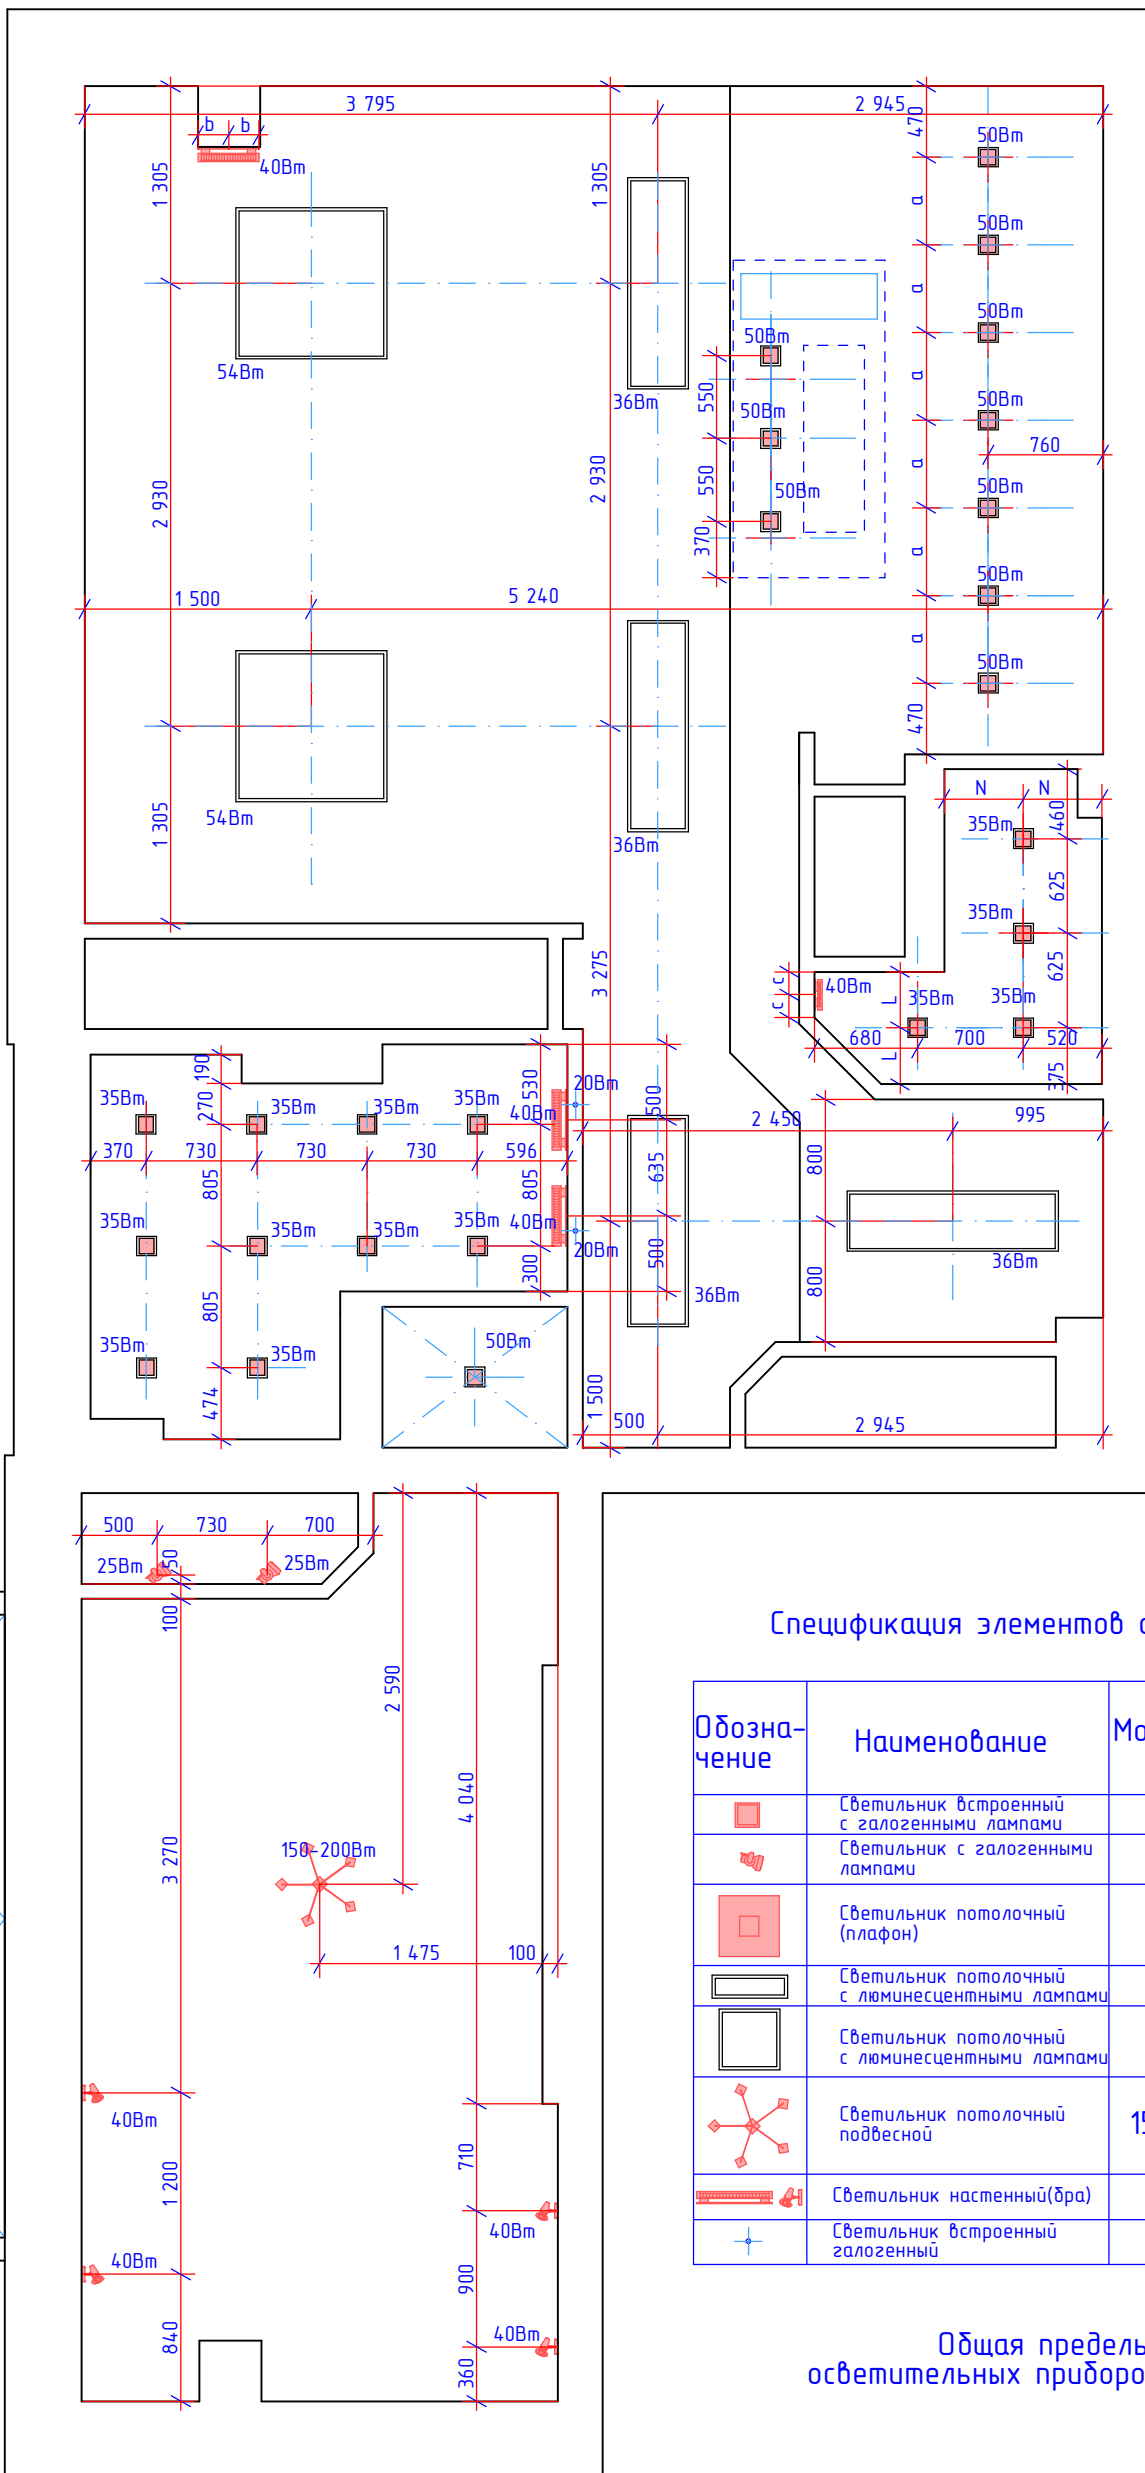 3 795
2 945
470
b
b
50Вт
40Вт
1 305
1 305
a
50Вт
a
50Вт
50Вт
54Вт
36Вт
550
a
50Вт
50Вт
760
a
2 930
2 930
550
50Вт
50Вт
370
a
50Вт
1 500
5 240
a
50Вт
470
54Вт
36Вт
1 305
N
N
460
35Вт
625
35Вт
3 275
625
c
c
40Вт
L
35Вт
35Вт
680
700
520
L
375
190
270
530
20Вт
35Вт
35Вт
35Вт
35Вт
40Вт
500
2 450
995
370
730
730
596
805
805
635
800
35Вт
35Вт
35Вт
35Вт
40Вт
20Вт
300
500
36Вт
800
805
36Вт
35Вт
35Вт
50Вт
474
1 500
500
2 945
500
730
700
25Вт
50
25Вт
100
2 590
Спецификация элементов о
Обозна-
чение
Наименование
Мо
4 040
Светильник встроенный
с галогенными лампами
3 270
150-200Вт
Светильник с галогенными
лампами
Светильник потолочный
(плафон)
1 475
100
Светильник потолочный
с люминесцентными лампами
Светильник потолочный
с люминесцентными лампами
40Вт
Светильник потолочный
подвесной
15
710
1 200
Светильник настенный(бра)
40Вт
Светильник встроенный
галогенный
40Вт
900
840
40Вт
360
Общая предель
осветительных приборо